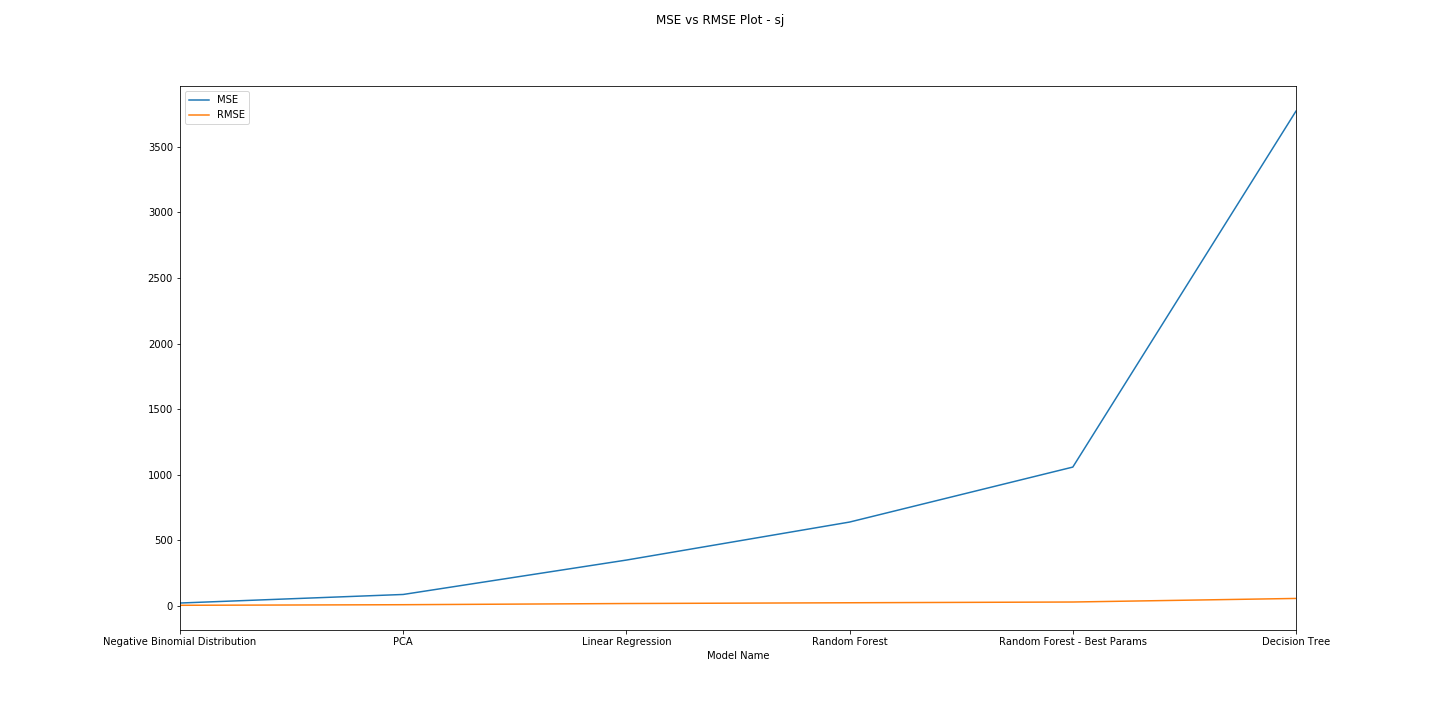 MSE vs RMSE Plot - sj
MSE
RMSE
3500
3000
2500
2000
1500
1000
500
0
Negative Binomial Distribution
PCA
Linear Regression
Random Forest
Random Forest - Best Params
Decision Tree
Model Name